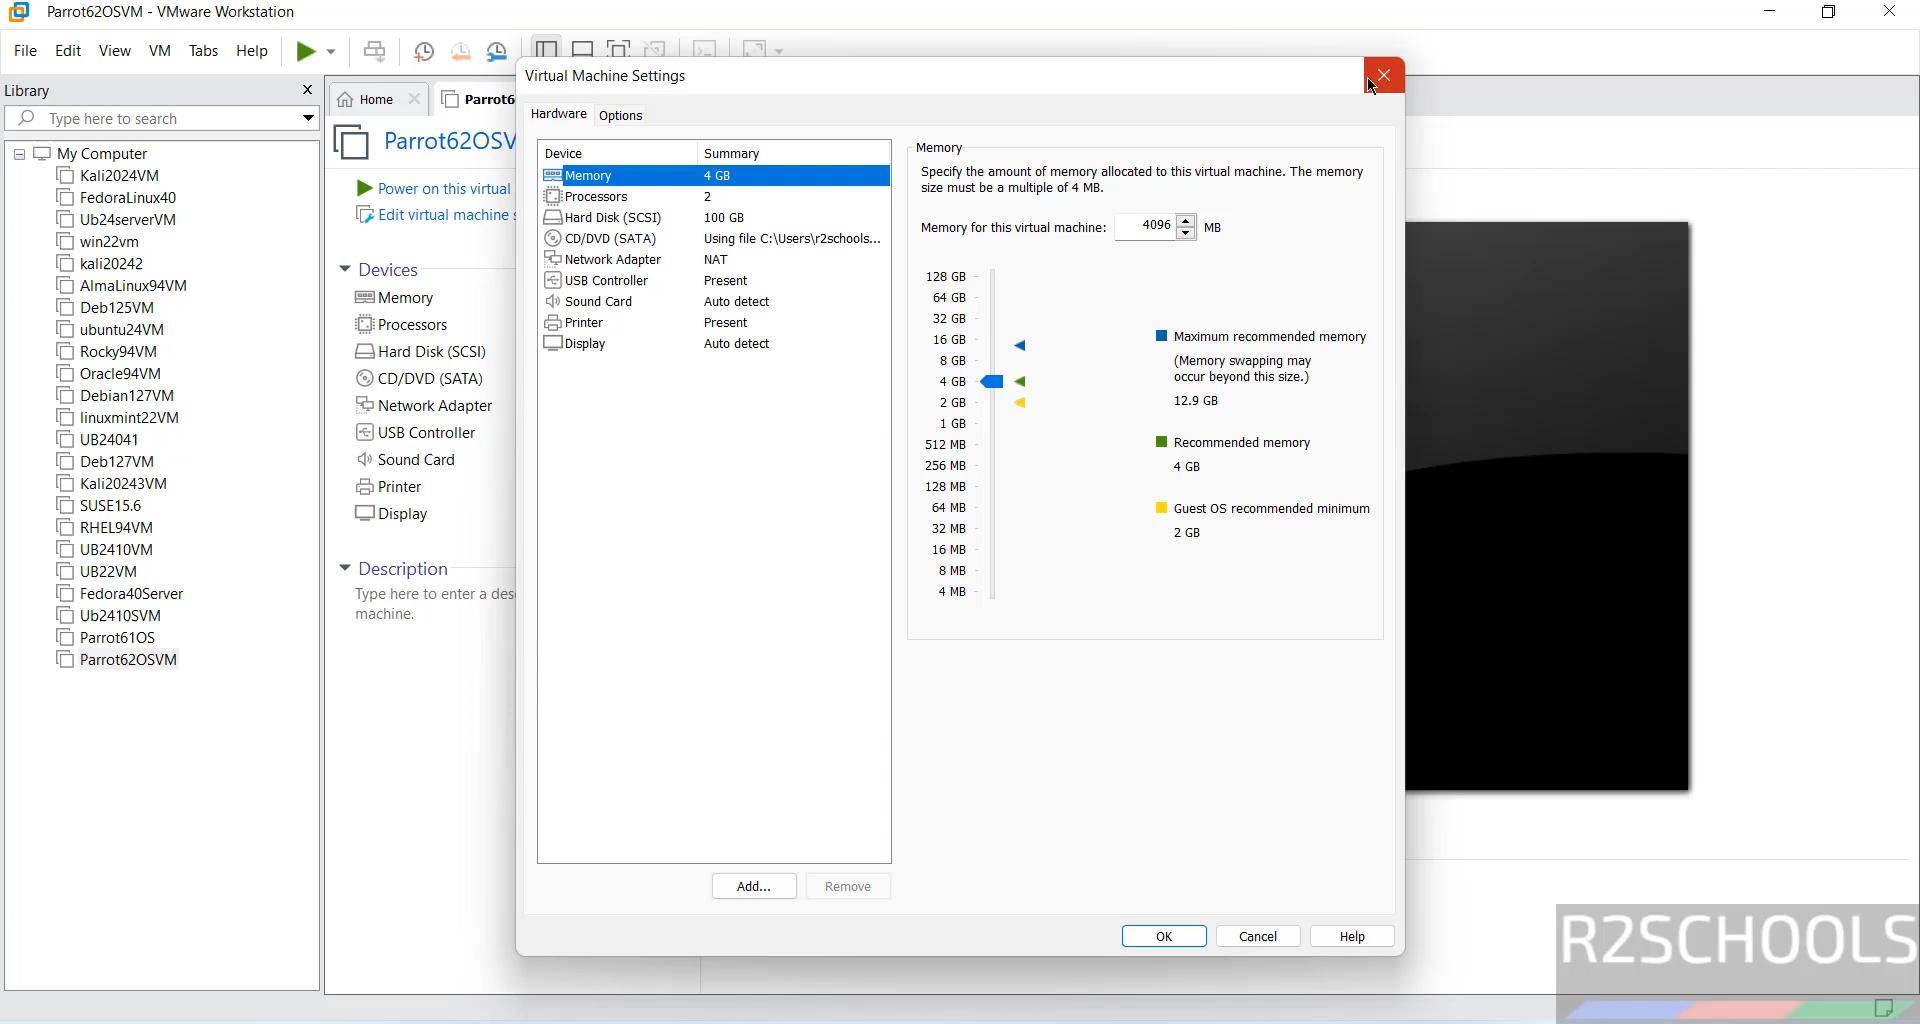 Parrot62OSVM - VMware Workstation
File Edit View VM Tabs Help
Library
Type here to search
My Computer
Kali2024VM
FedoraLinux40
Ub24serverVM
win22vm
kali20242
AlmaLinux94VM
Deb125VM
ubuntu24VM
Rocky94VM
Oracle94VM
Debian127VM
linuxmint22VM
UB24041
Deb127VM
Kali20243VM
SUSE15.6
RHEL94VM
UB2410VM
UB22VM
Fedora40Server
Ub2410SVM
Parrot61OS
Parrot62OSVM
Home
Parrot6
Parrot62OSV
Power on this virtual
Edit virtual machine s
Devices
Memory
Processors
Hard Disk (SCSI)
CD/DVD (SATA)
Network Adapter
USB Controller
Sound Card
Printer
Display
Description
Type here to enter a des
machine.
Virtual Machine Settings
Hardware Options
Device Summary
Memory 4 GB
Processors 2
Hard Disk (SCSI) 100 GB
CD/DVD (SATA) Using file C:\Users\r2schools...
Network Adapter NAT
USB Controller Present
Sound Card Auto detect
Printer Present
Display Auto detect
Add... Remove
Memory
Specify the amount of memory allocated to this virtual machine. The memory
size must be a multiple of 4 MB.
Memory for this virtual machine: 4096 MB
128 GB
64 GB
32 GB
16 GB
8 GB
4 GB
2 GB
1 GB
512 MB
256 MB
128 MB
64 MB
32 MB
16 MB
8 MB
4 MB
Maximum recommended memory
(Memory swapping may
occur beyond this size.)
12.9 GB
Recommended memory
4 GB
Guest OS recommended minimum
2 GB
OK Cancel Help
R2SCHOOLS